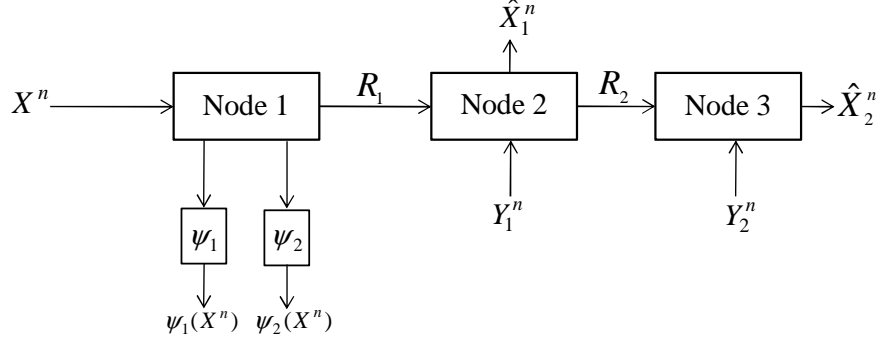 X̂₁ⁿ
Xⁿ
Node 1
R₁
Node 2
R₂
Node 3
X̂₂ⁿ
ψ₁
ψ₂
Y₁ⁿ
Y₂ⁿ
ψ₁(Xⁿ)
ψ₂(Xⁿ)